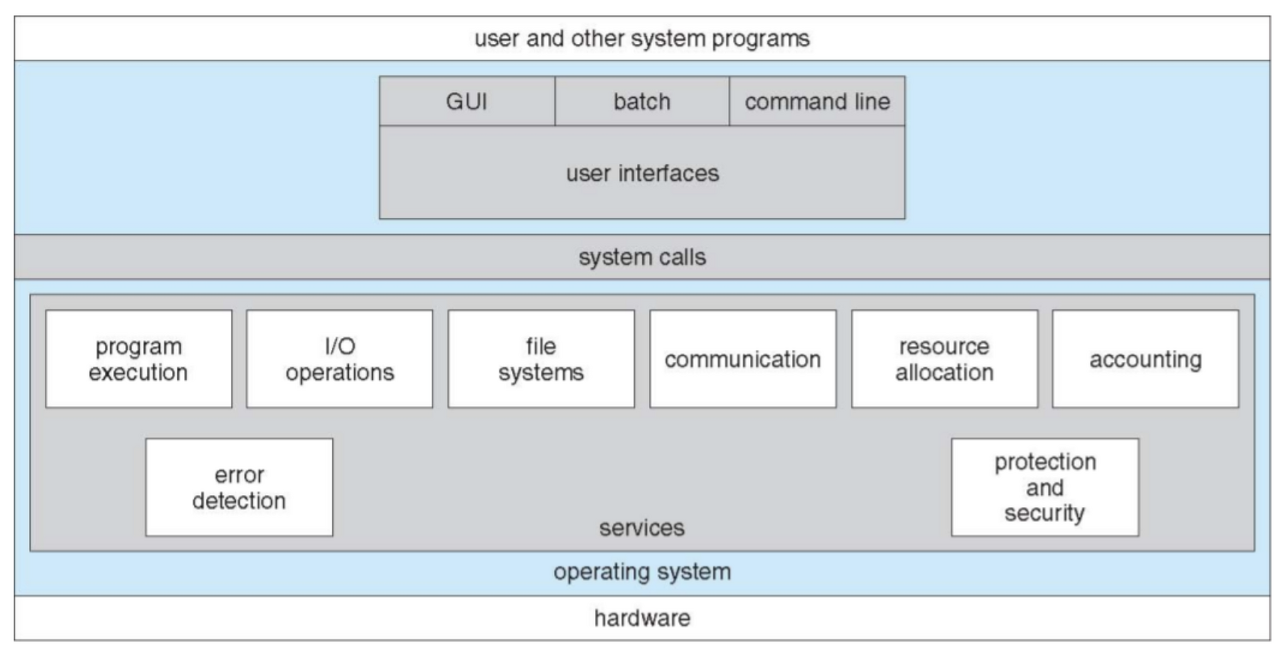 user and other system programs
GUI
batch
command line
user interfaces
system calls
program
execution
I/O
operations
file
systems
communication
resource
allocation
accounting
error
detection
protection
and
security
services
operating system
hardware